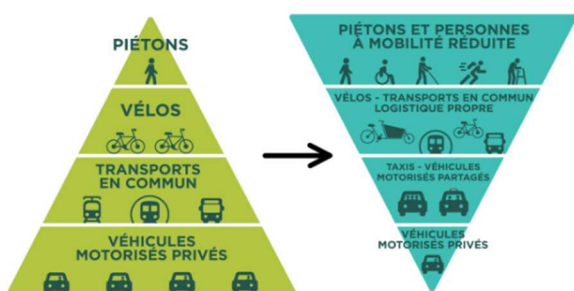 PIÉTONS
VÉLOS
TRANSPORTS
EN COMMUN
VÉHICULES
MOTORISÉS PRIVÉS
PIÉTONS ET PERSONNES
À MOBILITÉ RÉDUITE
VÉLOS - TRANSPORTS EN COMMUN
LOGISTIQUE PROPRE
TAXIS - VÉHICULES
MOTORISÉS PARTAGÉS
VÉHICULES
MOTORISÉS PRIVÉS